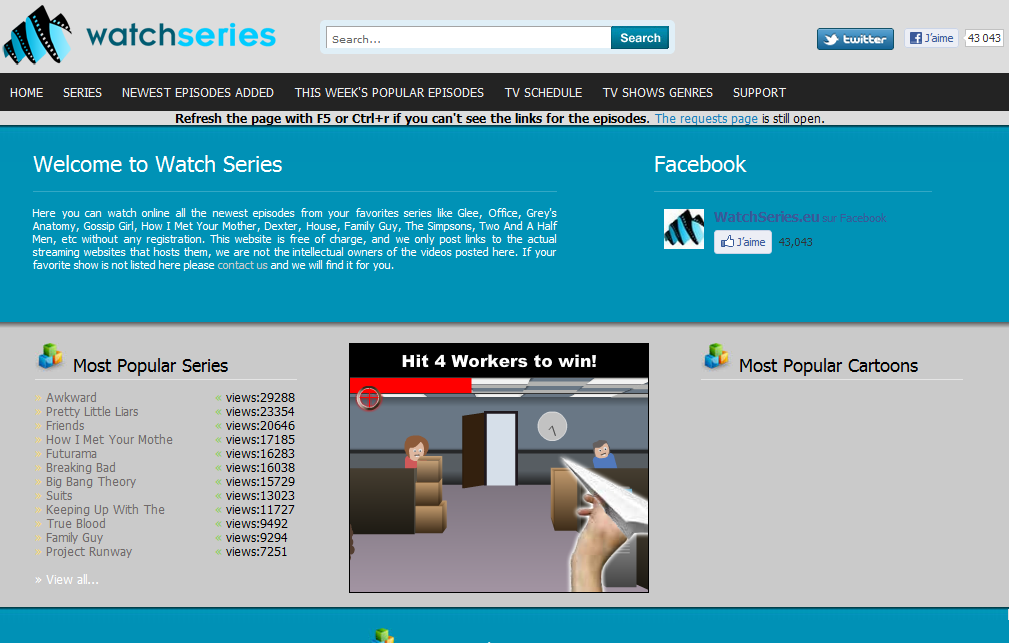 watchseries
Search...
Search
twitter
J'aime
43 043
HOME
SERIES
NEWEST EPISODES ADDED
THIS WEEK'S POPULAR EPISODES
TV SCHEDULE
TV SHOWS GENRES
SUPPORT
Refresh the page with F5 or Ctrl+r if you can't see the links for the episodes. The requests page is still open.
Welcome to Watch Series
Here you can watch online all the newest episodes from your favorites series like Glee, Office, Grey's
Anatomy, Gossip Girl, How I Met Your Mother, Dexter, House, Family Guy, The Simpsons, Two And A Half
Men, etc without any registration. This website is free of charge, and we only post links to the actual
streaming websites that hosts them, we are not the intellectual owners of the videos posted here. If your
favorite show is not listed here please contact us and we will find it for you.
Facebook
WatchSeries.eu sur Facebook
J'aime 43,043
Most Popular Series
» Awkward « views:29288
» Pretty Little Liars « views:23354
» Friends « views:20646
» How I Met Your Mothe « views:17185
» Futurama « views:16283
» Breaking Bad « views:16038
» Big Bang Theory « views:15729
» Suits « views:13023
» Keeping Up With The « views:11727
» True Blood « views:9492
» Family Guy « views:9294
» Project Runway « views:7251
» View all...
Hit 4 Workers to win!
Most Popular Cartoons